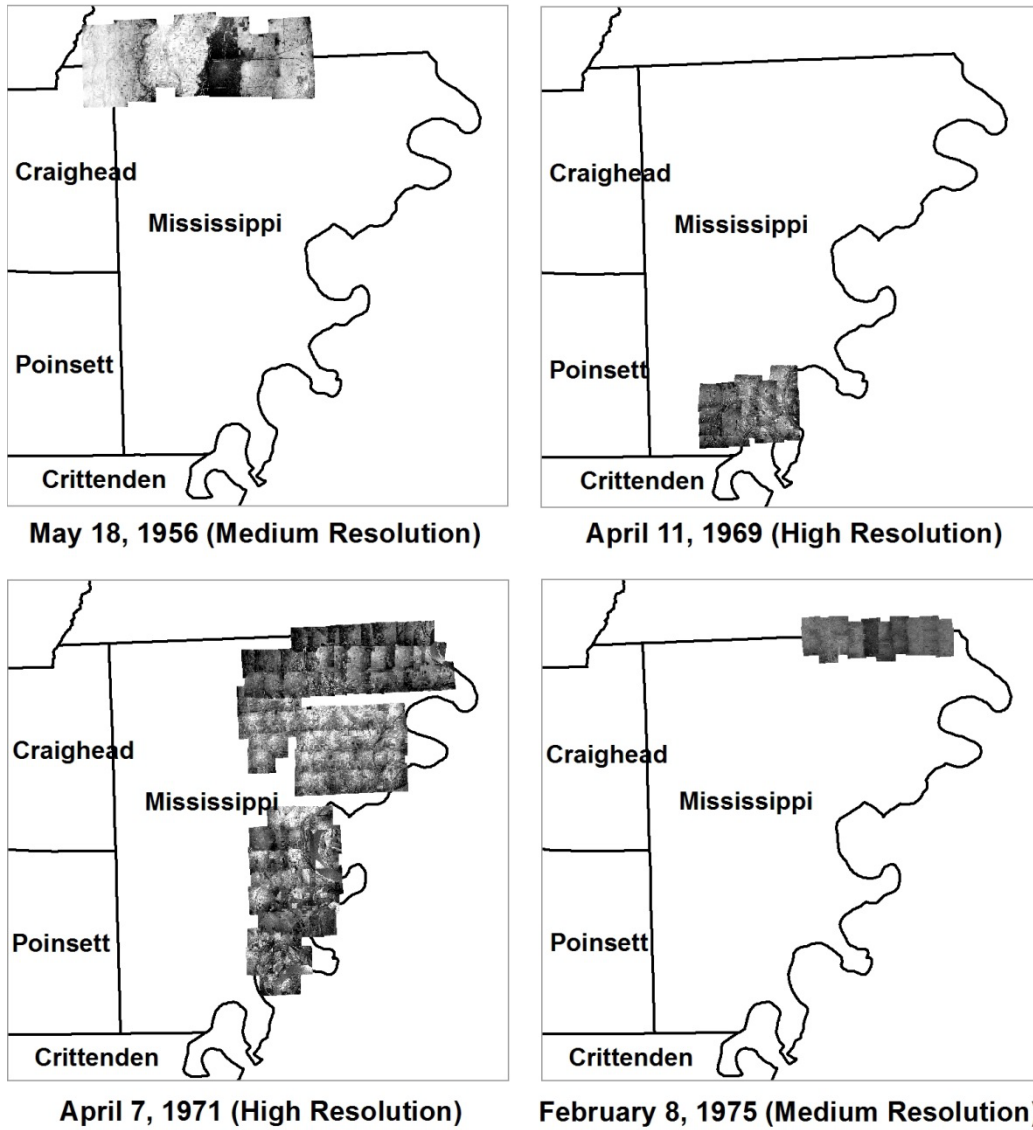 Craighead
Mississippi
Poinsett
Crittenden
May 18, 1956 (Medium Resolution)
Craighead
Mississippi
Poinsett
Crittenden
April 11, 1969 (High Resolution)
Craighead
Mississippi
Poinsett
Crittenden
April 7, 1971 (High Resolution)
Craighead
Mississippi
Poinsett
Crittenden
February 8, 1975 (Medium Resolution)